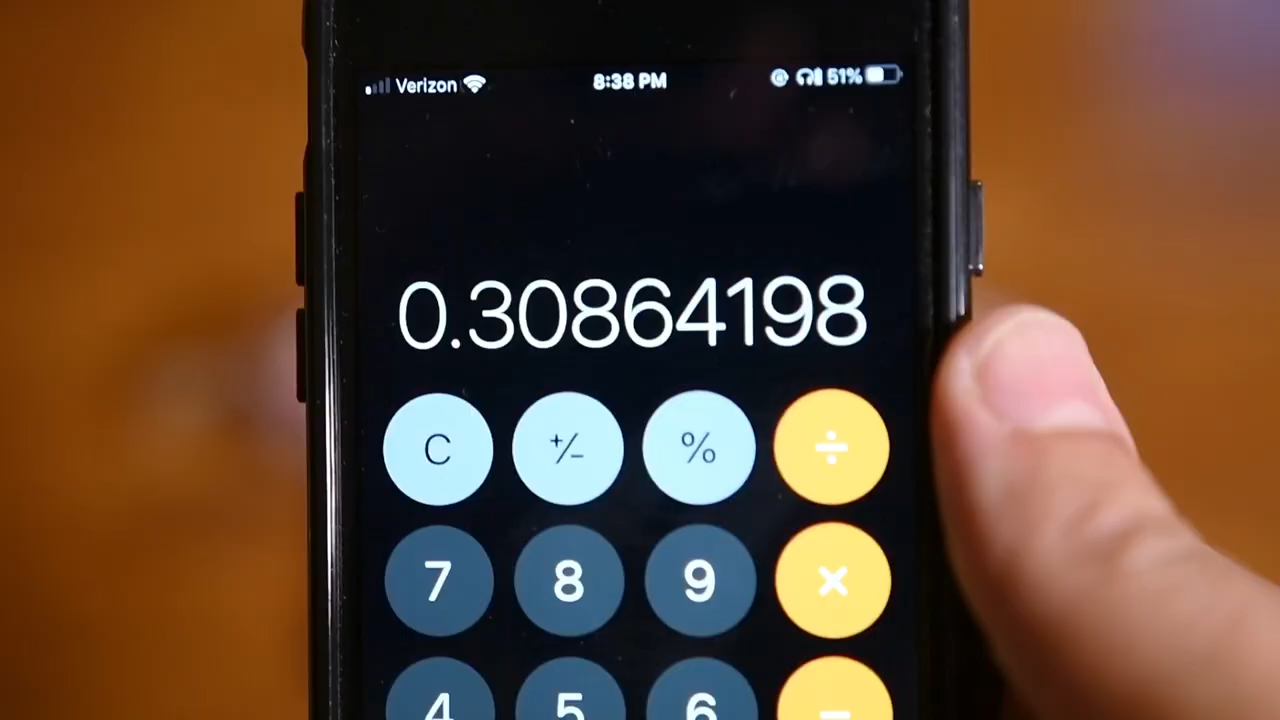 Verizon 8:38 PM 51%
0.30864198
C +/- % ÷
7 8 9 ×
4 5 6 −